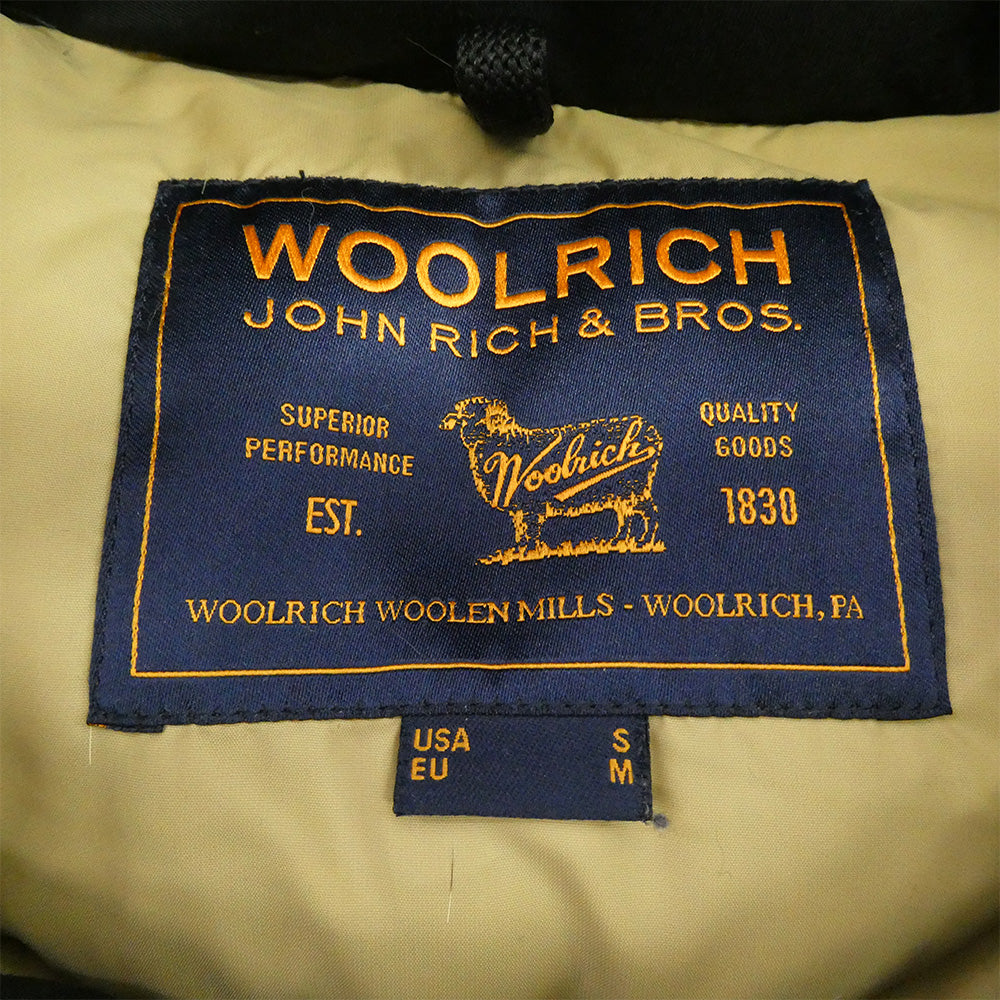 WOOLRICH
JOHN RICH & BROS.
SUPERIOR
PERFORMANCE
EST.
Woolrich
QUALITY
GOODS
1830
WOOLRICH WOOLEN MILLS - WOOLRICH, PA
USA S
EU M